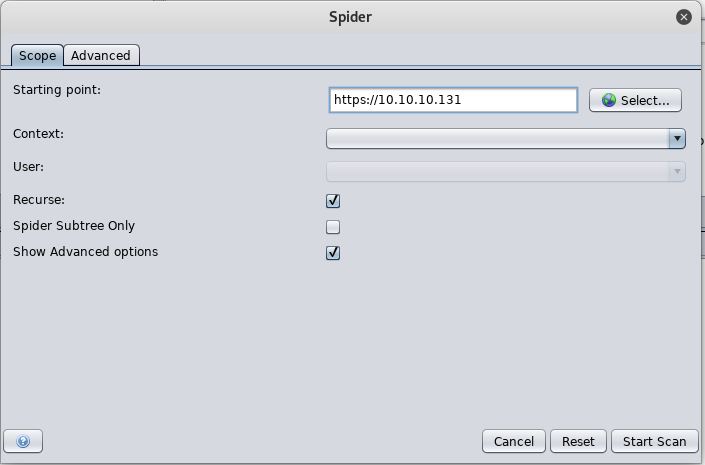 Spider
Scope Advanced
Starting point: https://10.10.10.131 Select...
Context:
User:
Recurse:
Spider Subtree Only
Show Advanced options
? Cancel Reset Start Scan